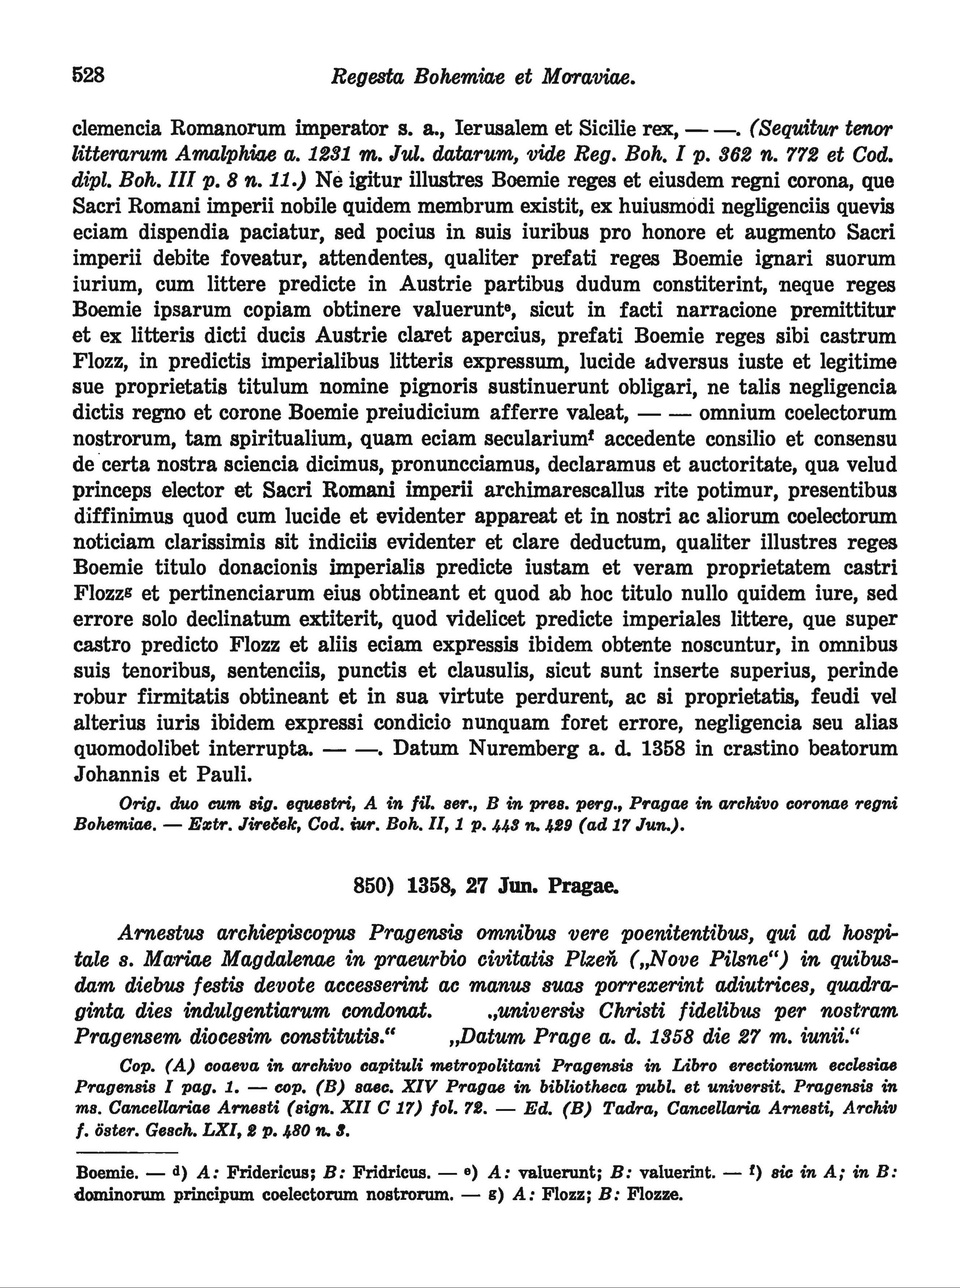 528 Regesta Bohemiae et Moraviae.
clemencia Romanorum imperator s. a., Ierusalem et Sicilie rex, — —. (Sequitur tenor
litterarum Amalphiae a. 1231 m. Jul. datarum, vide Reg. Boh. I p. 362 n. 772 et Cod.
dipl. Boh. III p. 8 n. 11.) Ne igitur illustres Boemie reges et eiusdem regni corona, que
Sacri Romani imperii nobile quidem membrum existit, ex huiusmodi negligenciis quevis
eciam dispendia paciatur, sed pocius in suis iuribus pro honore et augmento Sacri
imperii debite foveatur, attendentes, qualiter prefati reges Boemie ignari suorum
iurium, cum littere predicte in Austrie partibus dudum constiterint, neque reges
Boemie ipsarum copiam obtinere valueruntᵉ, sicut in facti narracione premittitur
et ex litteris dicti ducis Austrie claret apercius, prefati Boemie reges sibi castrum
Flozz, in predictis imperialibus litteris expressum, lucide adversus iuste et legitime
sue proprietatis titulum nomine pignoris sustinuerunt obligari, ne talis negligencia
dictis regno et corone Boemie preiudicium afferre valeat, — — omnium coelectorum
nostrorum, tam spiritualium, quam eciam seculariumᶠ accedente consilio et consensu
de certa nostra sciencia dicimus, pronuncciamus, declaramus et auctoritate, qua velud
princeps elector et Sacri Romani imperii archimarescallus rite potimur, presentibus
diffinimus quod cum lucide et evidenter appareat et in nostri ac aliorum coelectorum
noticiam clarissimis sit indiciis evidenter et clare deductum, qualiter illustres reges
Boemie titulo donacionis imperialis predicte iustam et veram proprietatem castri
Flozzᵍ et pertinenciarum eius obtineant et quod ab hoc titulo nullo quidem iure, sed
errore solo declinatum extiterit, quod videlicet predicte imperiales littere, que super
castro predicto Flozz et aliis eciam expressis ibidem obtente noscuntur, in omnibus
suis tenoribus, sentenciis, punctis et clausulis, sicut sunt inserte superius, perinde
robur firmitatis obtineant et in sua virtute perdurent, ac si proprietatis, feudi vel
alterius iuris ibidem expressi condicio nunquam foret errore, negligencia seu alias
quomodolibet interrupta. — —. Datum Nuremberg a. d. 1358 in crastino beatorum
Johannis et Pauli.
Orig. duo cum sig. equestri, A in fil. ser., B in pres. perg., Pragae in archivo coronae regni
Bohemiae. — Extr. Jireček, Cod. iur. Boh. II, 1 p. 443 n. 429 (ad 17 Jun.).
850) 1358, 27 Jun. Pragae.
Arnestus archiepiscopus Pragensis omnibus vere poenitentibus, qui ad hospi-
tale s. Mariae Magdalenae in praeurbio civitatis Plzeň („Nove Pilsne“) in quibus-
dam diebus festis devote accesserint ac manus suas porrexerint adiutrices, quadra-
ginta dies indulgentiarum condonat. „universis Christi fidelibus per nostram
Pragensem diocesim constitutis.“ „Datum Prage a. d. 1358 die 27 m. iunii.“
Cop. (A) coaeva in archivo capituli metropolitani Pragensis in Libro erectionum ecclesiae
Pragensis I pag. 1. — cop. (B) saec. XIV Pragae in bibliotheca publ. et universit. Pragensis in
ms. Cancellariae Arnesti (sign. XII C 17) fol. 72. — Ed. (B) Tadra, Cancellaria Arnesti, Archiv
f. öster. Gesch. LXI, 2 p. 480 n. 3.
Boemie. — ᵈ) A: Fridericus; B: Fridricus. — ᵉ) A: valuerunt; B: valuerint. — ᶠ) sic in A; in B:
dominorum principum coelectorum nostrorum. — ᵍ) A: Flozz; B: Flozze.